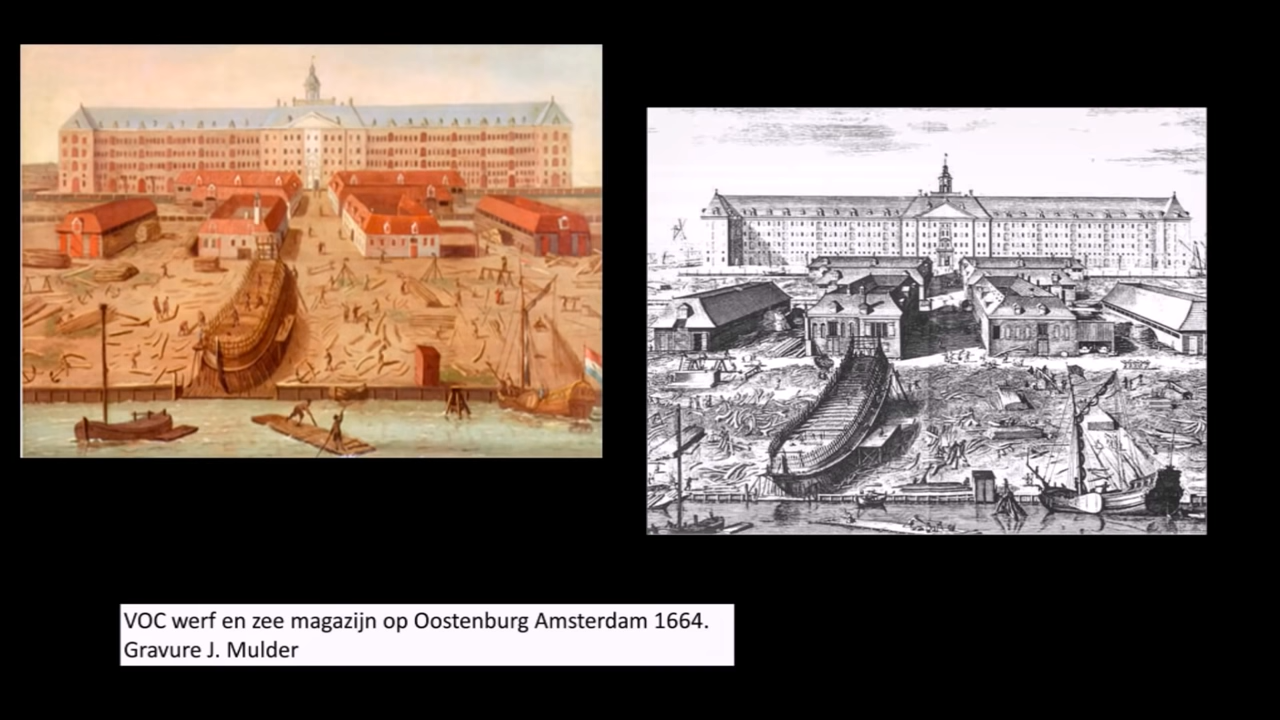 VOC werf en zee magazijn op Oostenburg Amsterdam 1664.
Gravure J. Mulder